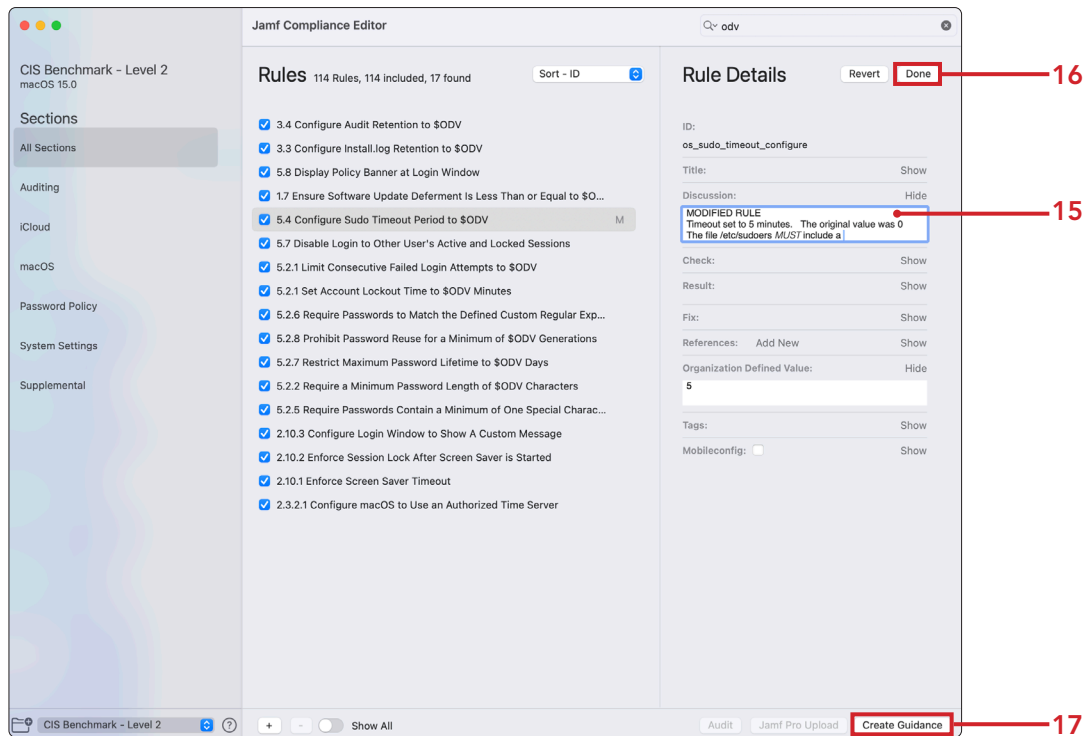 Jamf Compliance Editor
odv
CIS Benchmark - Level 2
macOS 15.0
Sections
All Sections
Auditing
iCloud
macOS
Password Policy
System Settings
Supplemental
Rules 114 Rules, 114 included, 17 found
Sort - ID
3.4 Configure Audit Retention to $ODV
3.3 Configure Install.log Retention to $ODV
5.8 Display Policy Banner at Login Window
1.7 Ensure Software Update Deferment Is Less Than or Equal to $O...
5.4 Configure Sudo Timeout Period to $ODV M
5.7 Disable Login to Other User's Active and Locked Sessions
5.2.1 Limit Consecutive Failed Login Attempts to $ODV
5.2.1 Set Account Lockout Time to $ODV Minutes
5.2.6 Require Passwords to Match the Defined Custom Regular Exp...
5.2.8 Prohibit Password Reuse for a Minimum of $ODV Generations
5.2.7 Restrict Maximum Password Lifetime to $ODV Days
5.2.2 Require a Minimum Password Length of $ODV Characters
5.2.5 Require Passwords Contain a Minimum of One Special Charac...
2.10.3 Configure Login Window to Show A Custom Message
2.10.2 Enforce Session Lock After Screen Saver is Started
2.10.1 Enforce Screen Saver Timeout
2.3.2.1 Configure macOS to Use an Authorized Time Server
Rule Details Revert Done
16
ID:
os_sudo_timeout_configure
Title: Show
Discussion: Hide
MODIFIED RULE
Timeout set to 5 minutes. The original value was 0
The file /etc/sudoers MUST include a
15
Check: Show
Result: Show
Fix: Show
References: Add New Show
Organization Defined Value: Hide
5
Tags: Show
Mobileconfig: Show
CIS Benchmark - Level 2 ?
+ - Show All
Audit Jamf Pro Upload Create Guidance
17